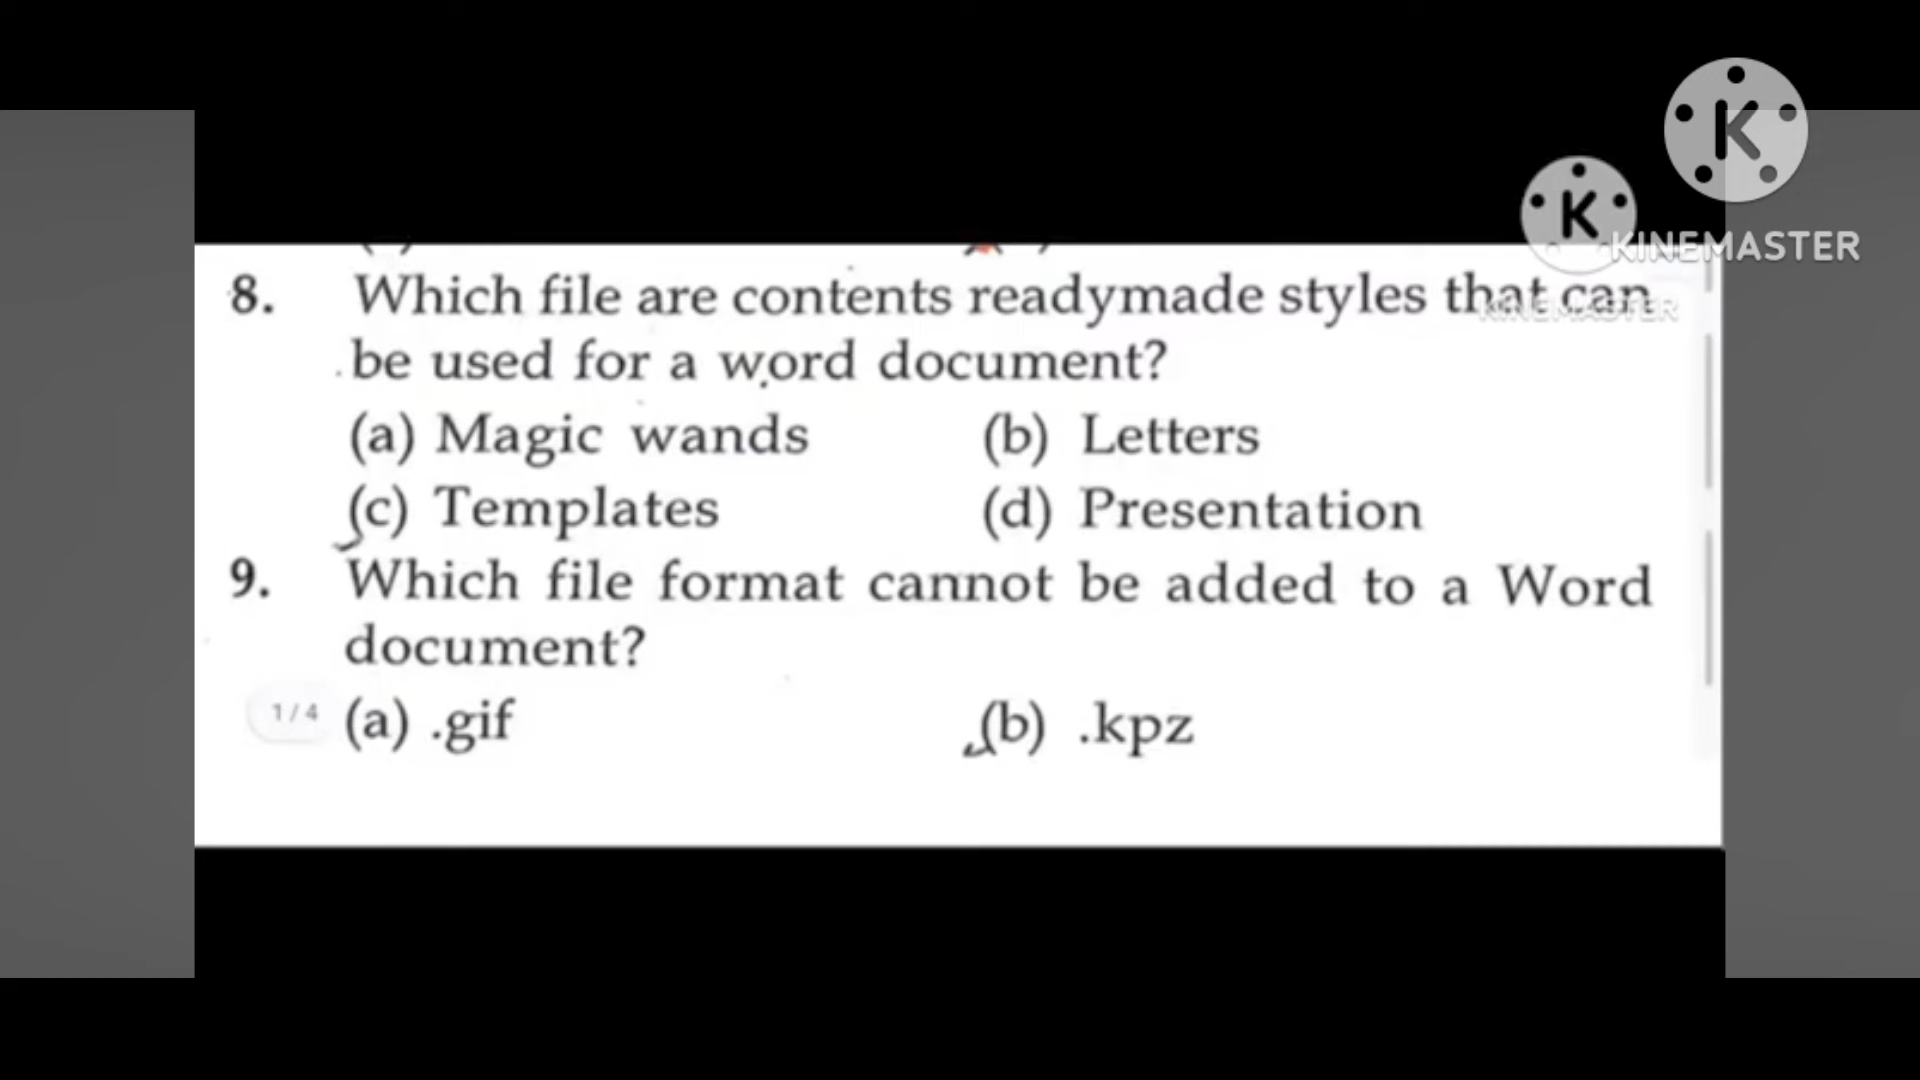 K
K
KINEMASTER
KINEMASTER
8. Which file are contents readymade styles that can
be used for a word document?
(a) Magic wands (b) Letters
(c) Templates (d) Presentation
9. Which file format cannot be added to a Word
document?
1/4 (a) .gif (b) .kpz